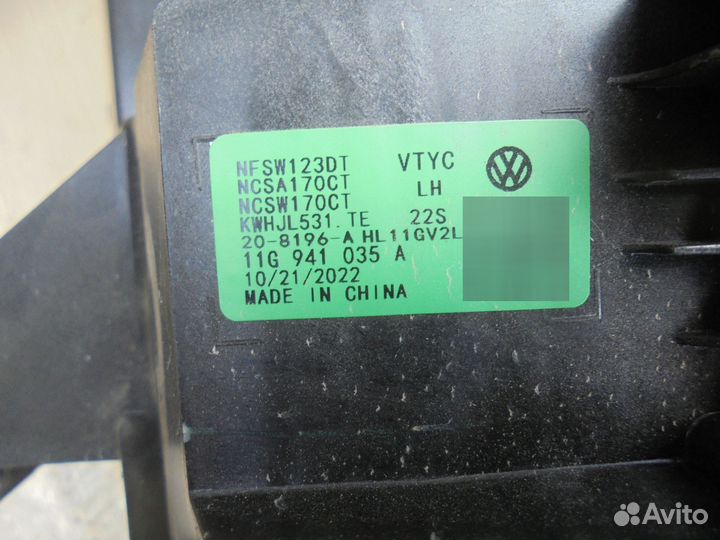 NFSW123DT VTYC
NCSA170CT LH
NCSW170CT
KWHJL531.TE 22S
20-8196-A HL11GV2L
11G 941 035 A
10/21/2022
MADE IN CHINA
Avito